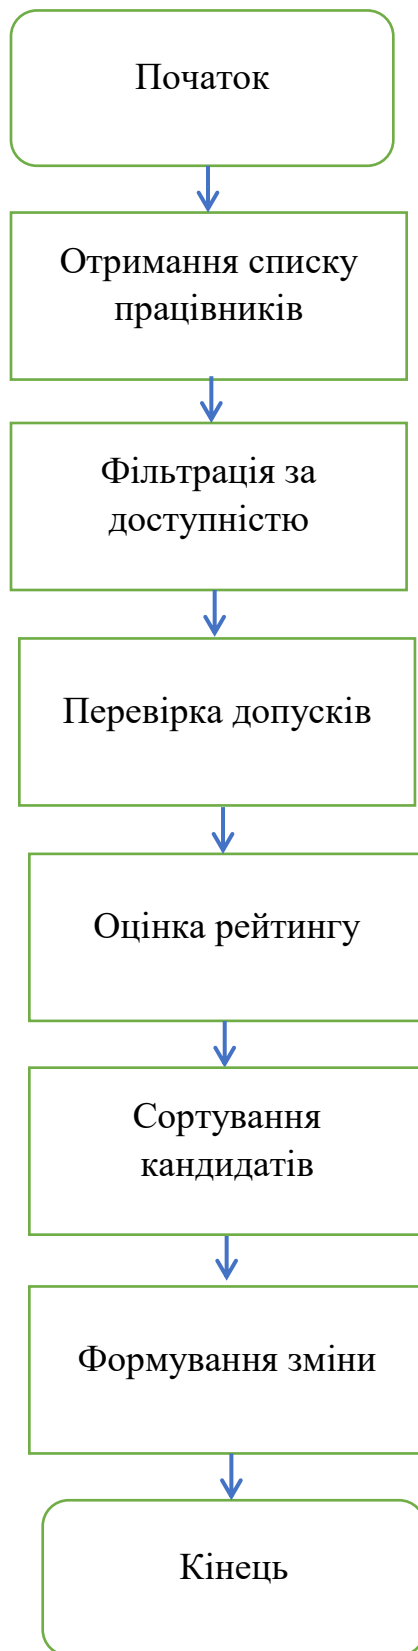 Початок
Отримання списку
працівників
Фільтрація за
доступністю
Перевірка допусків
Оцінка рейтингу
Сортування
кандидатів
Формування зміни
Кінець